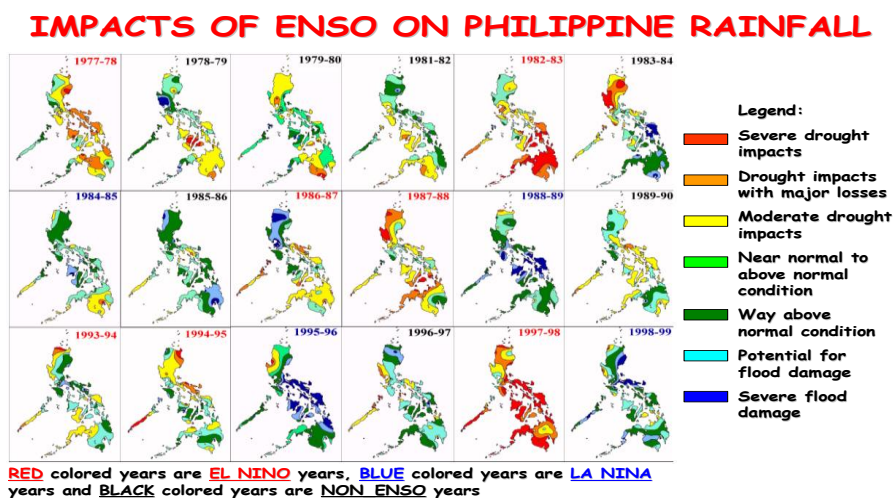 IMPACTS OF ENSO ON PHILIPPINE RAINFALL
1977-78
1978-79
1979-80
1981-82
1982-83
1983-84
1984-85
1985-86
1986-87
1987-88
1988-89
1989-90
1993-94
1994-95
1995-96
1996-97
1997-98
1998-99
Legend:
Severe drought
impacts
Drought impacts
with major losses
Moderate drought
impacts
Near normal to
above normal
condition
Way above
normal condition
Potential for
flood damage
Severe flood
damage
RED colored years are EL NINO years, BLUE colored years are LA NINA
years and BLACK colored years are NON ENSO years